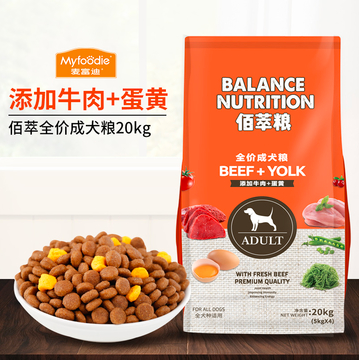 Myfoodie
麦富迪
添加牛肉+蛋黄
佰萃全价成犬粮20kg
BALANCE
NUTRITION
佰萃粮
全价成犬粮
BEEF + YOLK
添加牛肉+蛋黄
ADULT
WITH FRESH BEEF
PREMIUM QUALITY
FOR ALL DOGS
全犬种适用
净含量:20kg
NET WEIGHT:
(5kgX4)